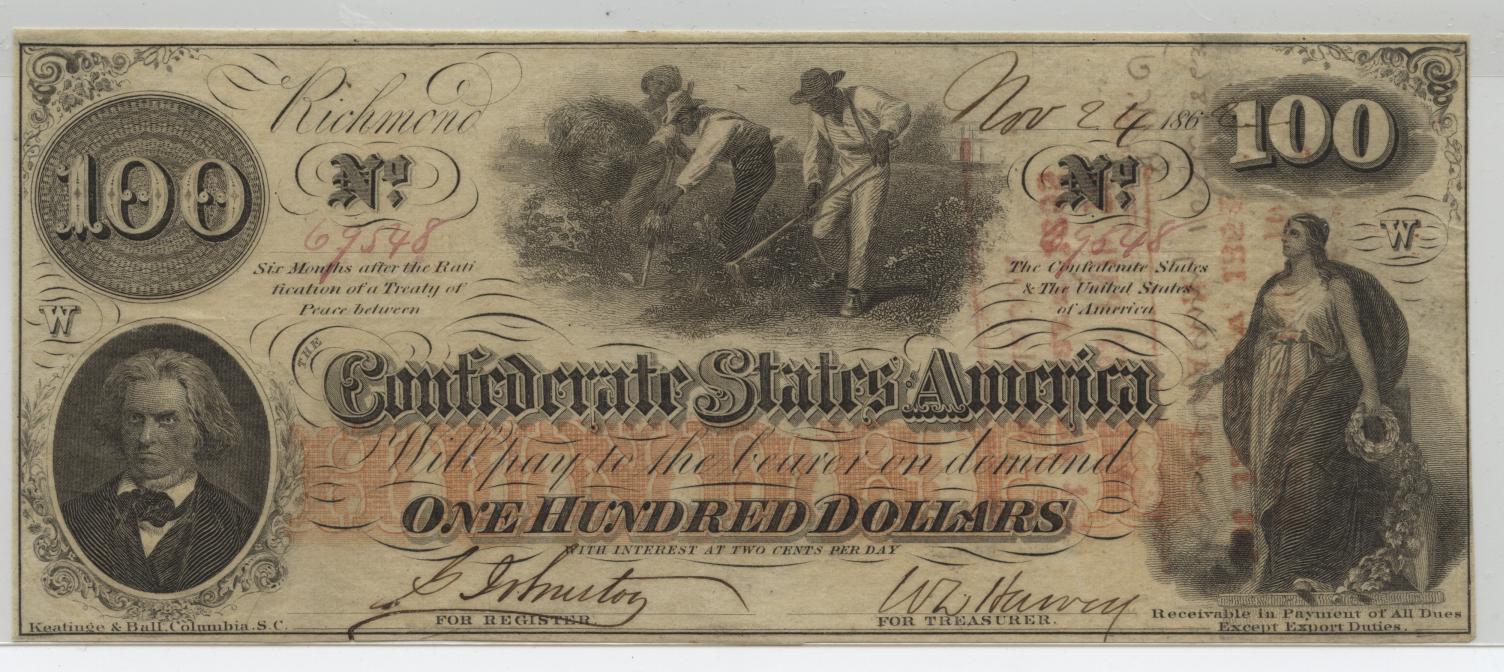 100
Richmond
Nov 24 186
100
No
No
69548
69548
W
Six Months after the Rati
fication of a Treaty of
Peace between
The Confederate States
& The United States
of America
W
THE
Confederate States America
Will pay to the bearer on demand
HUNDRED
ONE HUNDRED DOLLARS
WITH INTEREST AT TWO CENTS PER DAY
FOR REGISTER.
FOR TREASURER.
Keatinge & Ball, Columbia, S.C.
Receivable in Payment of All Dues
Except Export Duties.